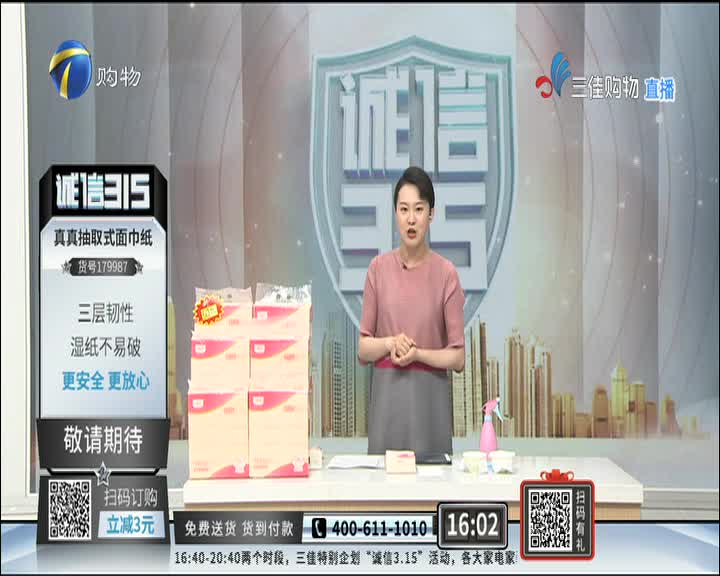 购物
三佳购物 直播
诚信
315
诚信315
真真抽取式面巾纸
货号179987
三层韧性
湿纸不易破
更安全 更放心
敬请期待
扫码订购
立减3元
免费送货 货到付款
400-611-1010
16:02
扫码有礼
16:40-20:40两个时段，三佳特别企划“诚信3.15”活动，各大家电家